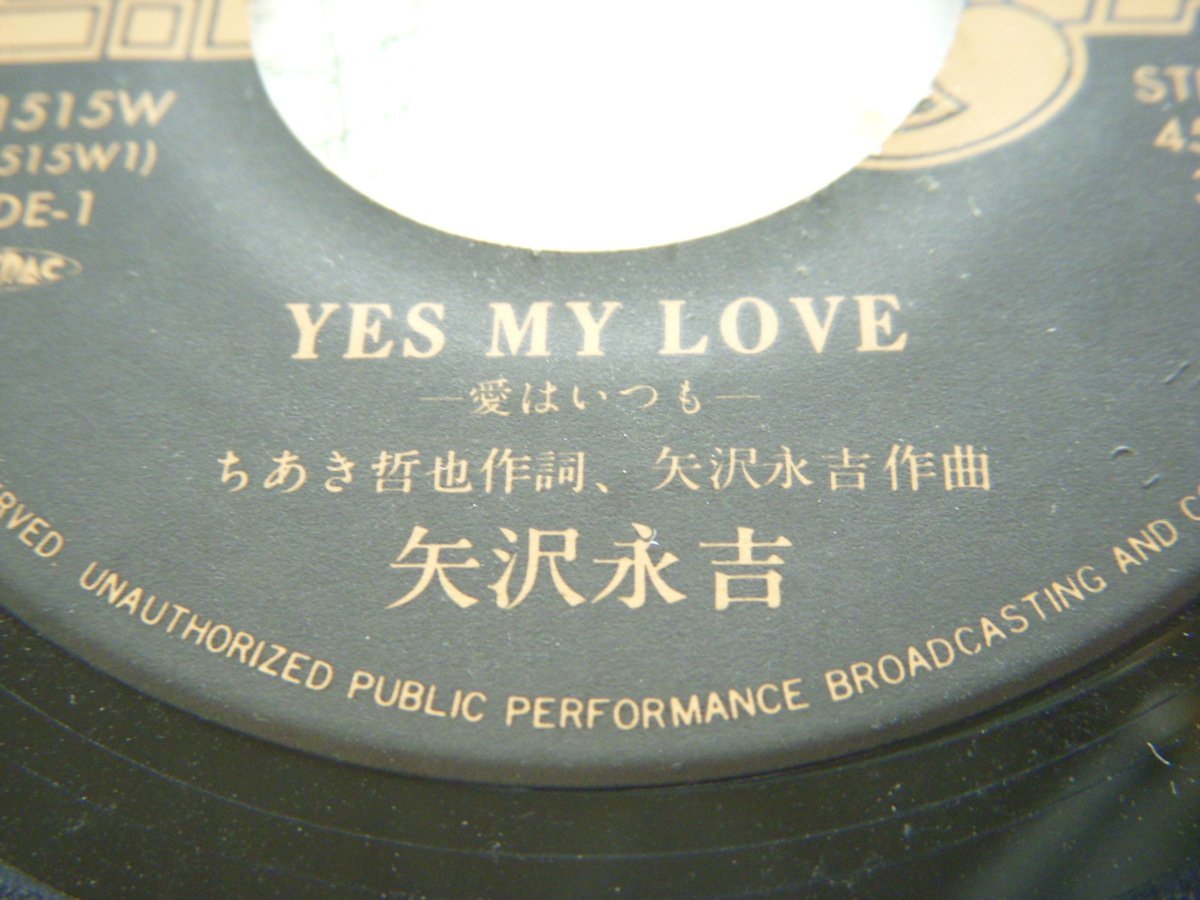 1515W
515W1)
DE-1
YES MY LOVE
—愛はいつも—
ちあき哲也作詞、 矢沢永吉作曲
矢沢永吉
ERVED. UNAUTHORIZED PUBLIC PERFORMANCE BROADCASTING AND C